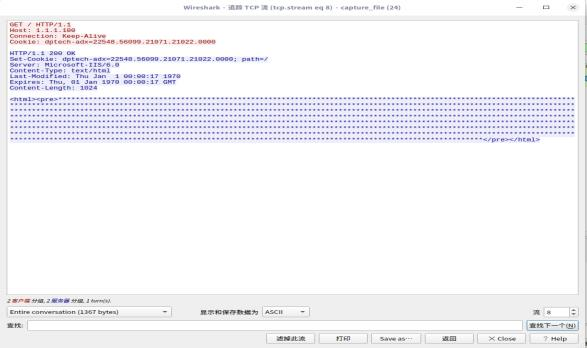 Wireshark - 追踪 TCP 流 (tcp.stream eq 8) - capture_file (24)
GET / HTTP/1.1
Host: 1.1.1.100
Connection: Keep-Alive
Cookie: dptech-adx=22548.56099.21071.21022.0000
HTTP/1.1 200 OK
Set-Cookie: dptech-adx=22548.56099.21071.21022.0000; path=/
Server: Microsoft-IIS/6.0
Content-Type: text/html
Last-Modified: Thu Jan  1 00:00:17 1970
Expires: Thu, 01 Jan 1970 00:00:17 GMT
Content-Length: 1024
<html><pre>
</pre></html>
2 客户端 分组, 2 服务器 分组, 1 turn(s).
Entire conversation (1367 bytes) 显示和保存数据为 ASCII 流 8
查找: 查找下一个(N)
滤掉此流 打印 Save as… 返回 × Close ? Help